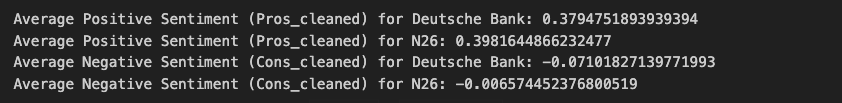 Average Positive Sentiment (Pros_cleaned) for Deutsche Bank: 0.3794751893939394
Average Positive Sentiment (Pros_cleaned) for N26: 0.3981644866232477
Average Negative Sentiment (Cons_cleaned) for Deutsche Bank: -0.07101827139771993
Average Negative Sentiment (Cons_cleaned) for N26: -0.006574452376800519